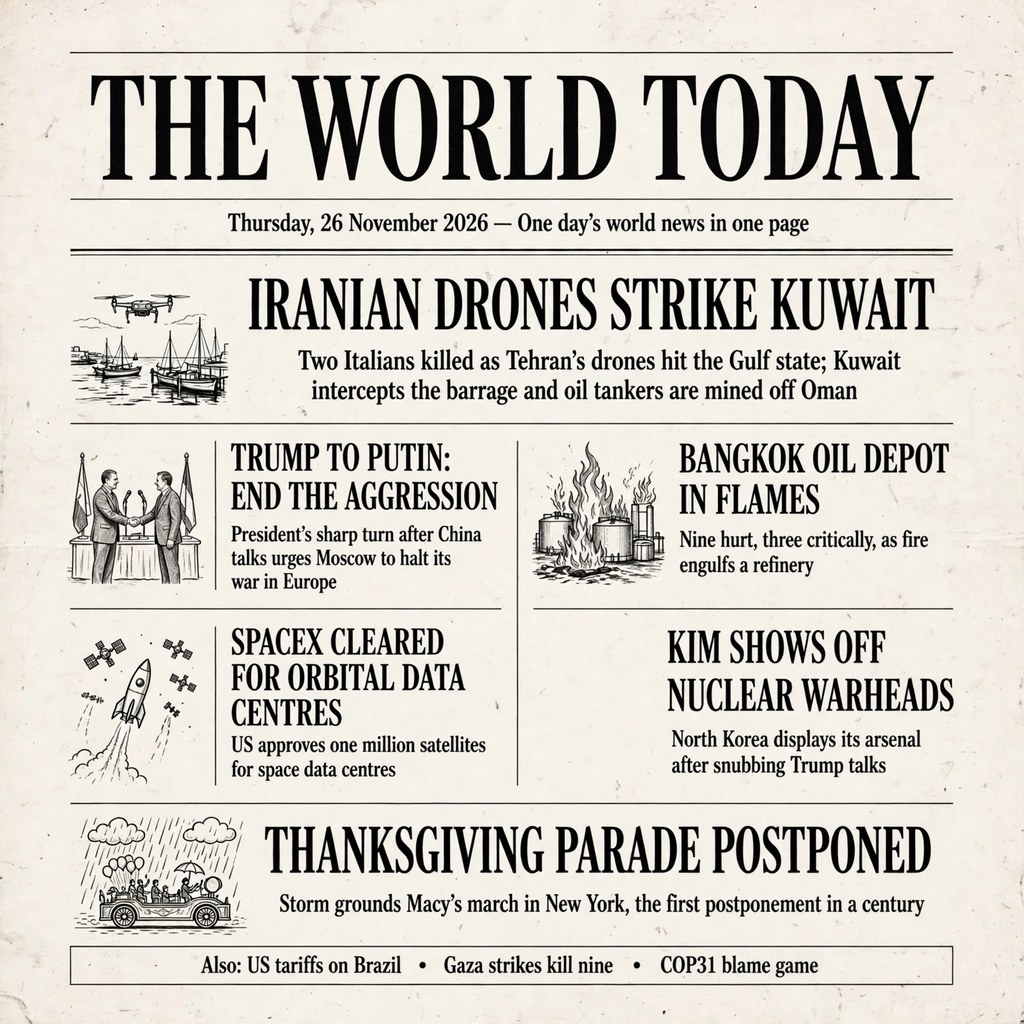 THE WORLD TODAY
Thursday, 26 November 2026 — One day's world news in one page
IRANIAN DRONES STRIKE KUWAIT
Two Italians killed as Tehran's drones hit the Gulf state; Kuwait
intercepts the barrage and oil tankers are mined off Oman
TRUMP TO PUTIN:
END THE AGGRESSION
President's sharp turn after China
talks urges Moscow to halt its
war in Europe
BANGKOK OIL DEPOT
IN FLAMES
Nine hurt, three critically, as fire
engulfs a refinery
SPACEX CLEARED
FOR ORBITAL DATA
CENTRES
US approves one million satellites
for space data centres
KIM SHOWS OFF
NUCLEAR WARHEADS
North Korea displays its arsenal
after snubbing Trump talks
THANKSGIVING PARADE POSTPONED
Storm grounds Macy's march in New York, the first postponement in a century
Also: US tariffs on Brazil • Gaza strikes kill nine • COP31 blame game